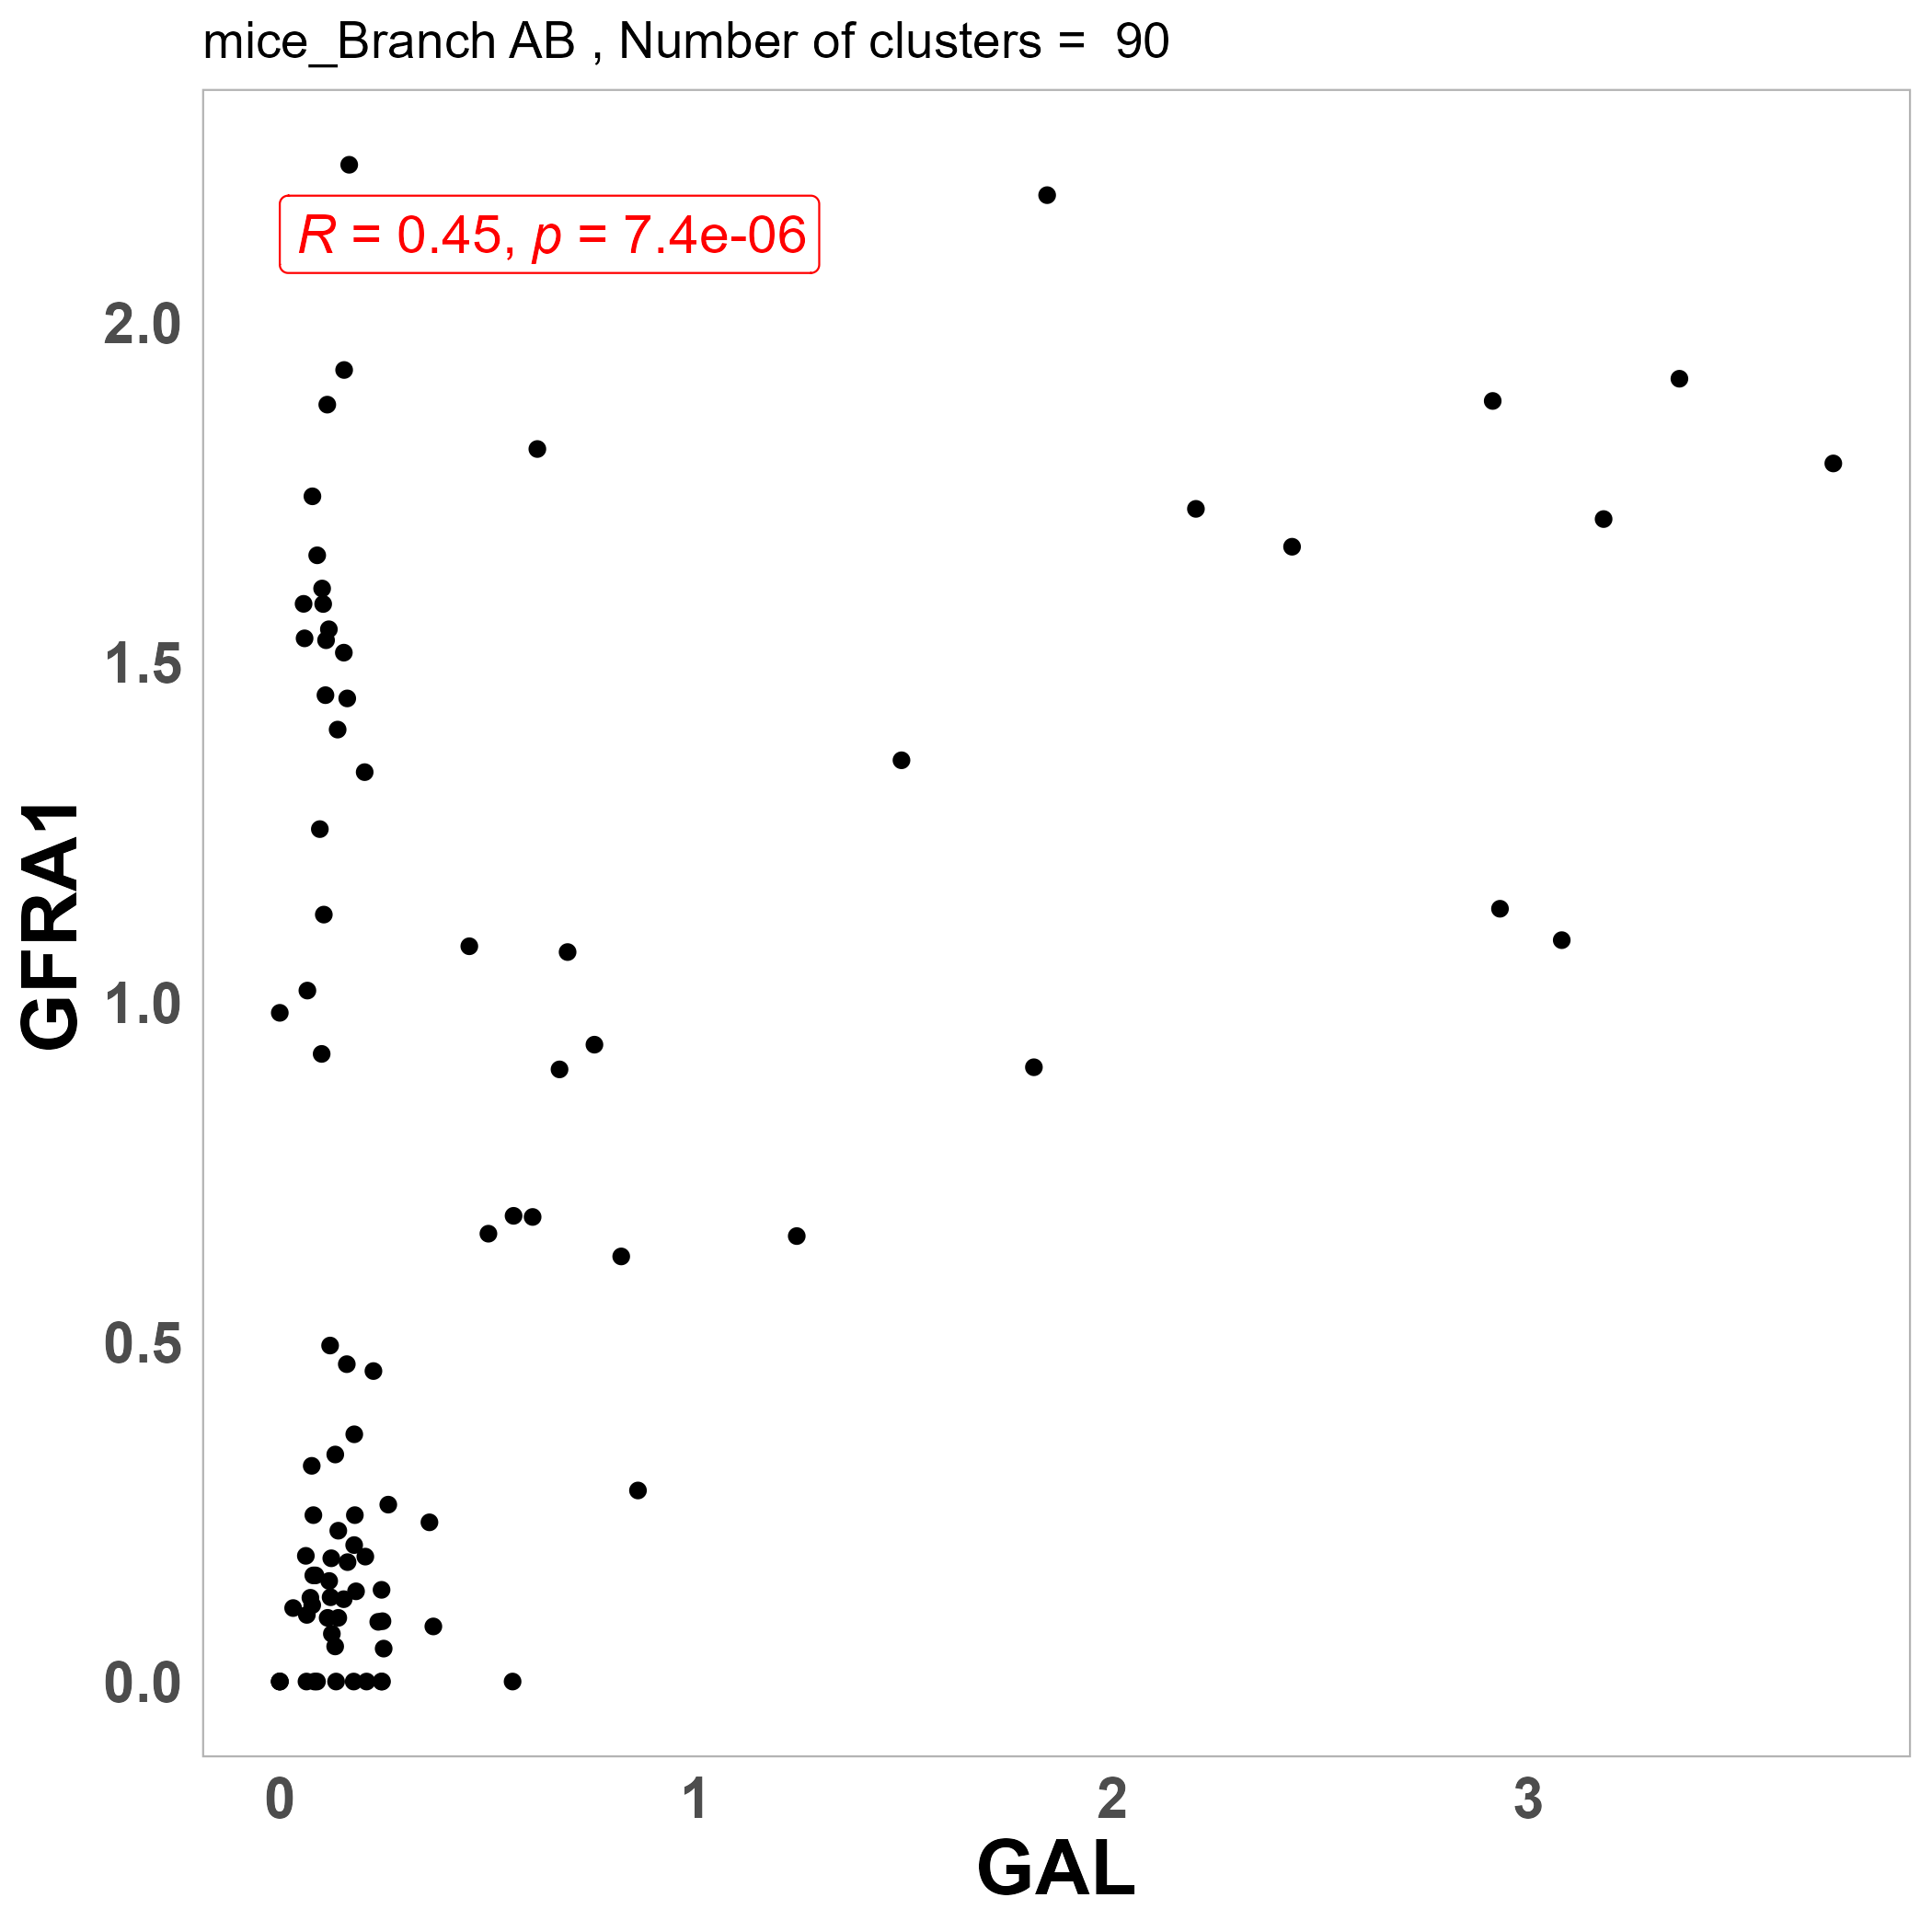 mice_Branch AB , Number of clusters =  90
R = 0.45, p = 7.4e-06
2.0
1.5
1.0
0.5
0.0
GFRA1
0 1 2 3
GAL